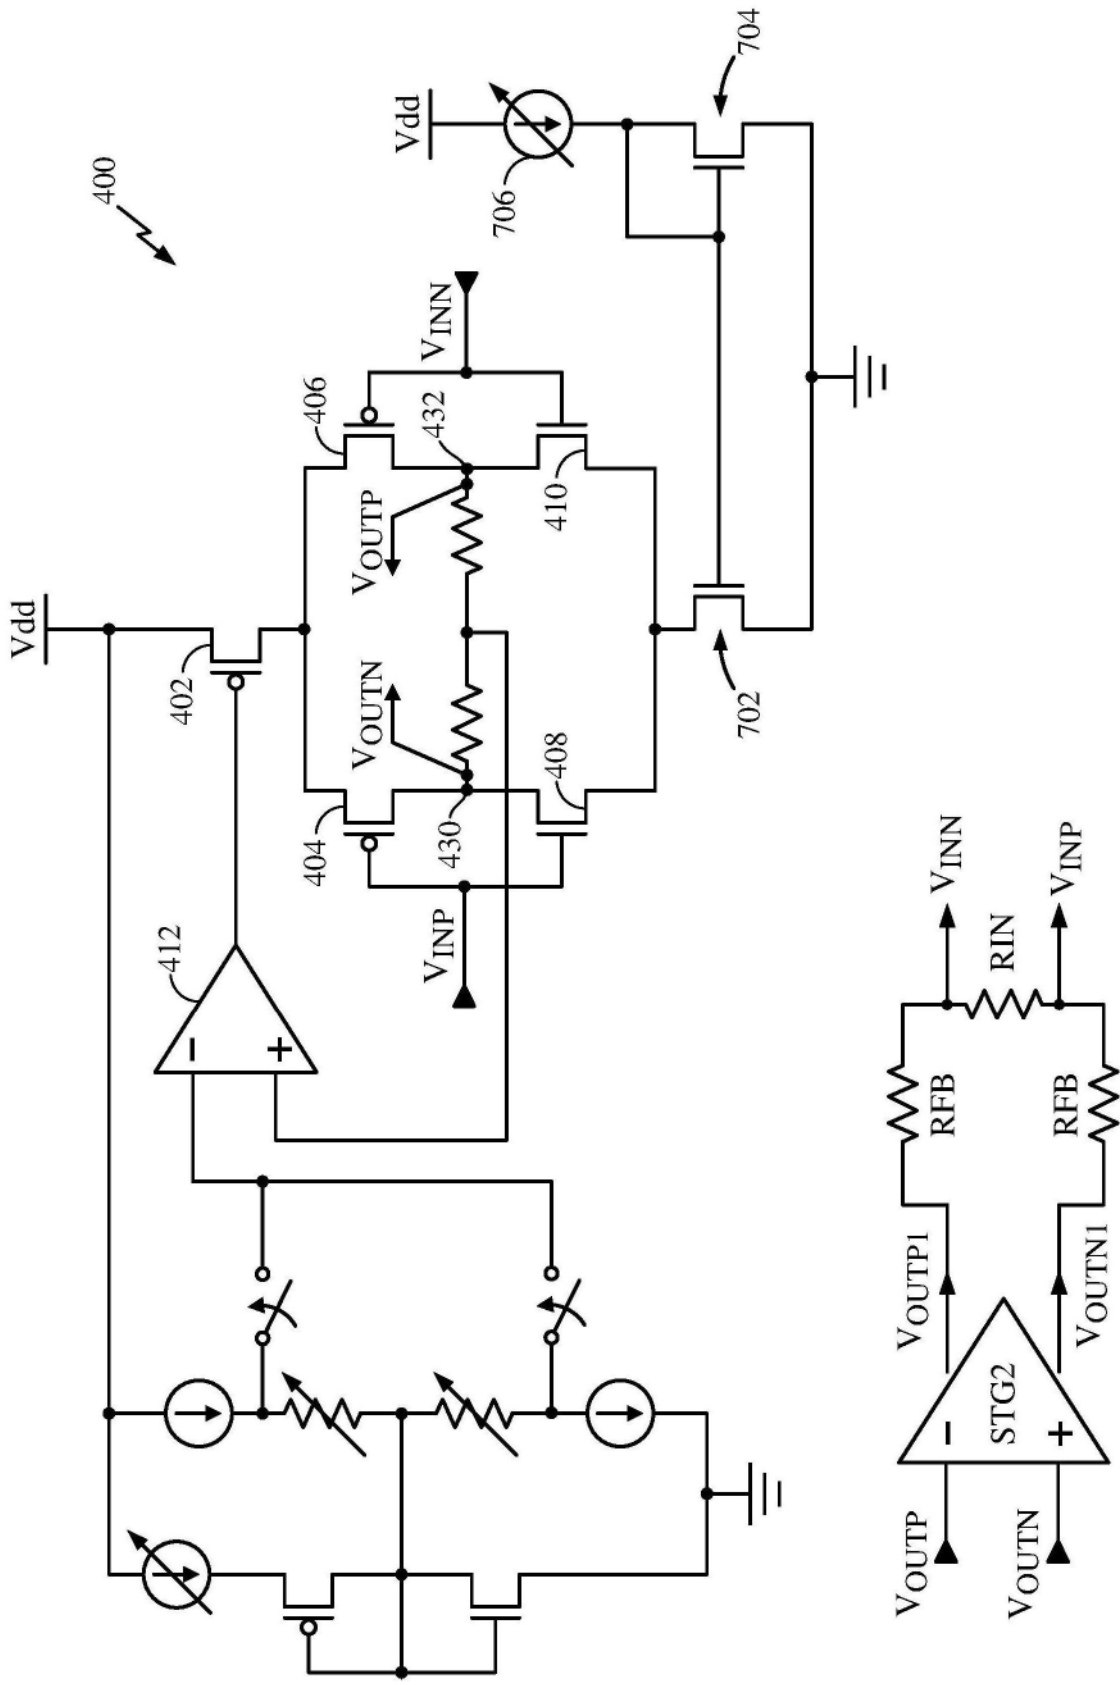 400
Vdd
Vdd
402
412
404
406
VINP
VINN
VOUTN
VOUTP
430
432
408
410
702
704
706
−
+
VOUTP
VOUTN
−
+
STG2
VOUTP1
VOUTN1
RFB
RFB
RIN
VINN
VINP